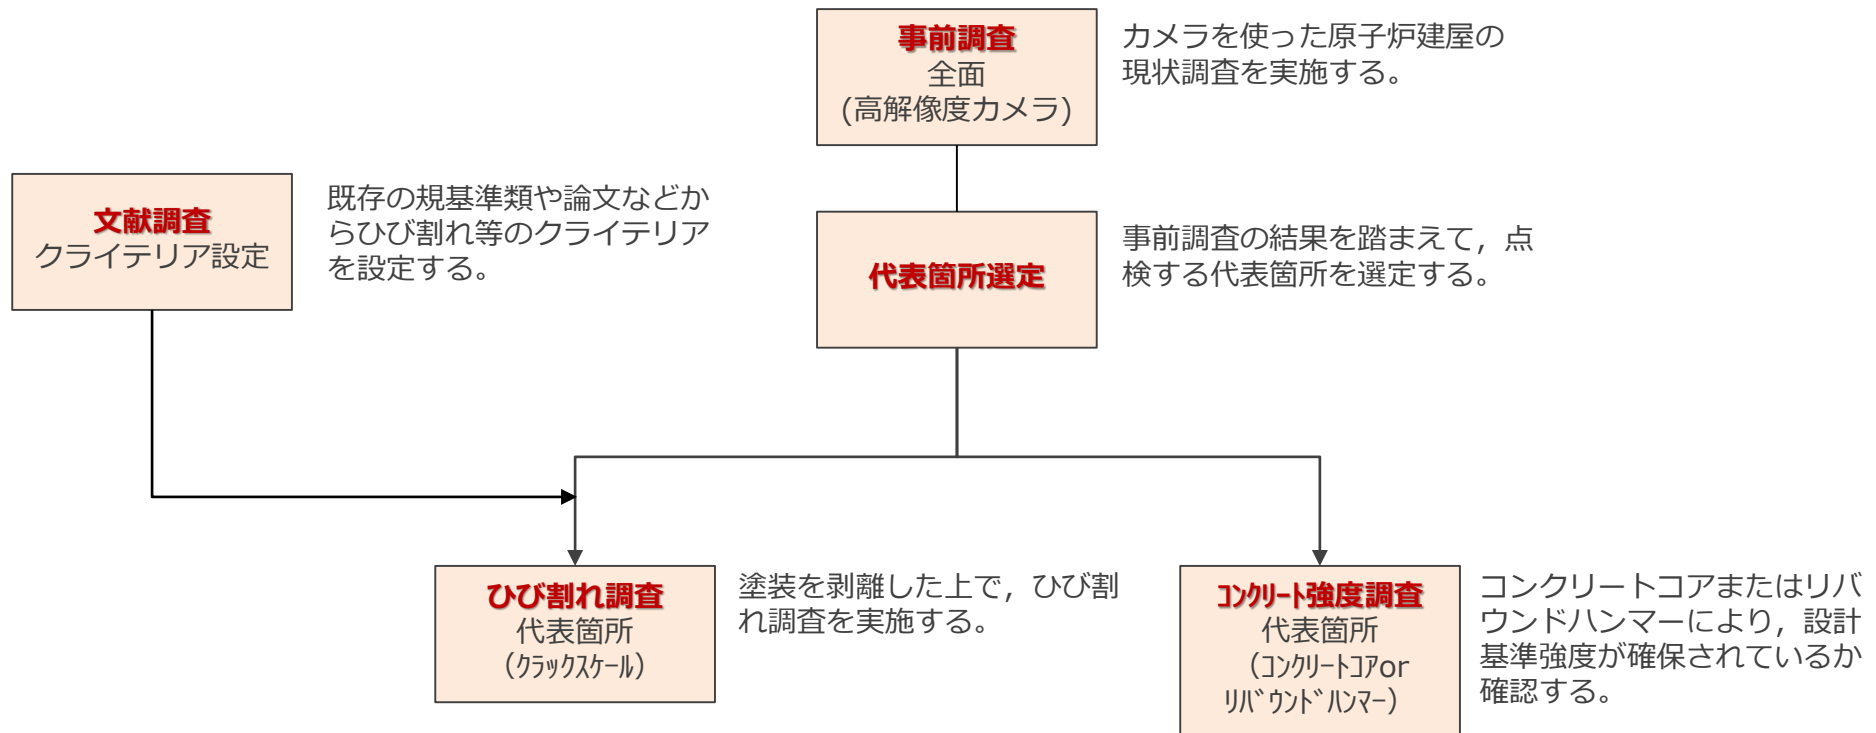 事前調査
全面
(高解像度カメラ)
カメラを使った原子炉建屋の
現状調査を実施する。
文献調査
クライテリア設定
既存の規基準類や論文などか
らひび割れ等のクライテリア
を設定する。
代表箇所選定
事前調査の結果を踏まえて，点
検する代表箇所を選定する。
ひび割れ調査
代表箇所
(ｸﾗｯｸｽｹｰﾙ)
塗装を剥離した上で，ひび割
れ調査を実施する。
ｺﾝｸﾘｰﾄ強度調査
代表箇所
(ｺﾝｸﾘｰﾄｺｱor
ﾘﾊﾞｳﾝﾄﾞﾊﾝﾏｰ)
コンクリートコアまたはリバ
ウンドハンマーにより，設計
基準強度が確保されているか
確認する。